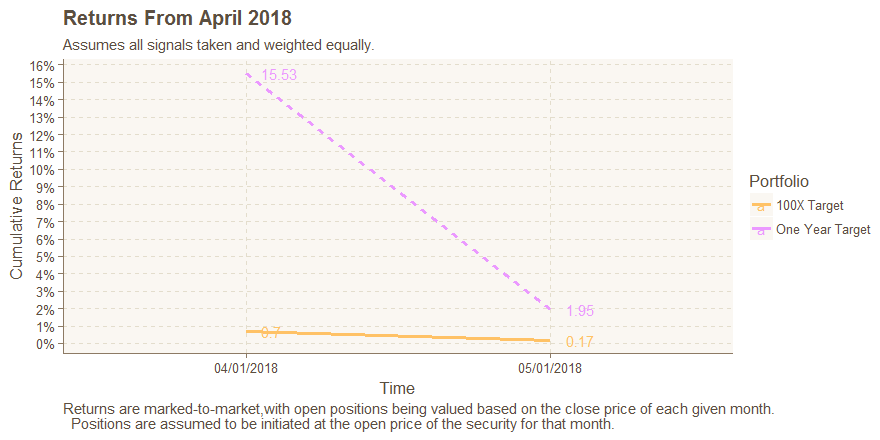 Returns From April 2018
Assumes all signals taken and weighted equally.
16%
15%
14%
13%
12%
11%
10%
9%
8%
7%
6%
5%
4%
3%
2%
1%
0%
Cumulative Returns
15.53
1.95
0.7
0.17
04/01/2018
05/01/2018
Time
Portfolio
a 100X Target
a One Year Target
Returns are marked-to-market,with open positions being valued based on the close price of each given month.
Positions are assumed to be initiated at the open price of the security for that month.